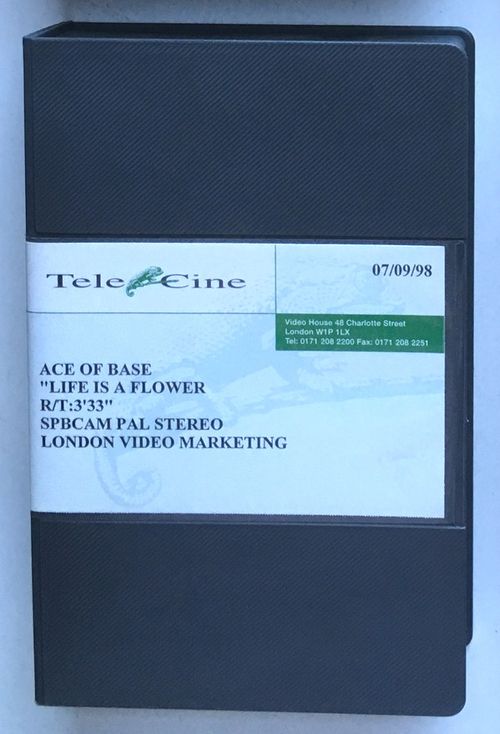 Tele Cine
07/09/98
Video House 48 Charlotte Street
London W1P 1LX
Tel: 0171 208 2200 Fax: 0171 208 2251
ACE OF BASE
"LIFE IS A FLOWER
R/T:3'33"
SPBCAM PAL STEREO
LONDON VIDEO MARKETING